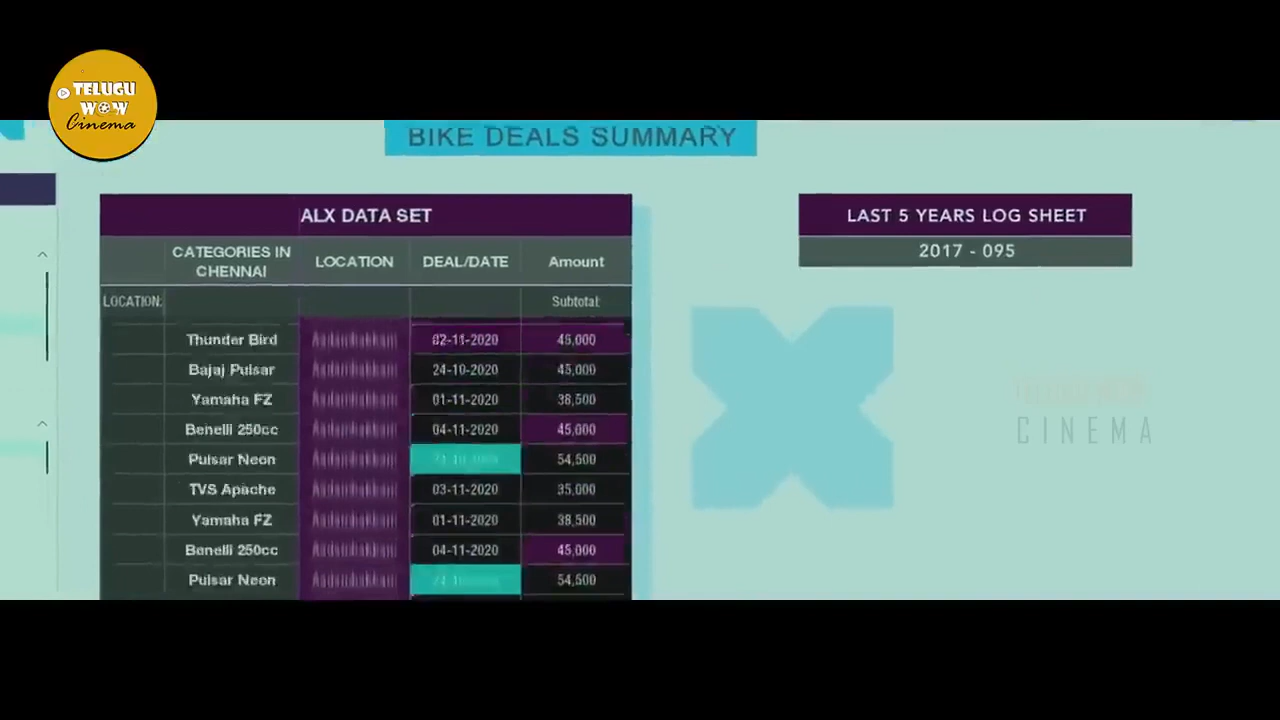 TELUGU
WOW
Cinema
BIKE DEALS SUMMARY
ALX DATA SET
CATEGORIES IN
CHENNAI
LOCATION
DEAL/DATE
Amount
LOCATION:
Subtotal:
Thunder Bird 02-11-2020 46,000
Bajaj Pulsar 24-10-2020 45,000
Yamaha FZ 01-11-2020 38,500
Benelli 250cc 04-11-2020 45,000
Pulsar Neon 54,500
TVS Apache 03-11-2020 35,000
Yamaha FZ 01-11-2020 38,500
Benelli 250cc 04-11-2020 45,000
Pulsar Neon 54,500
LAST 5 YEARS LOG SHEET
2017 - 095
CINEMA